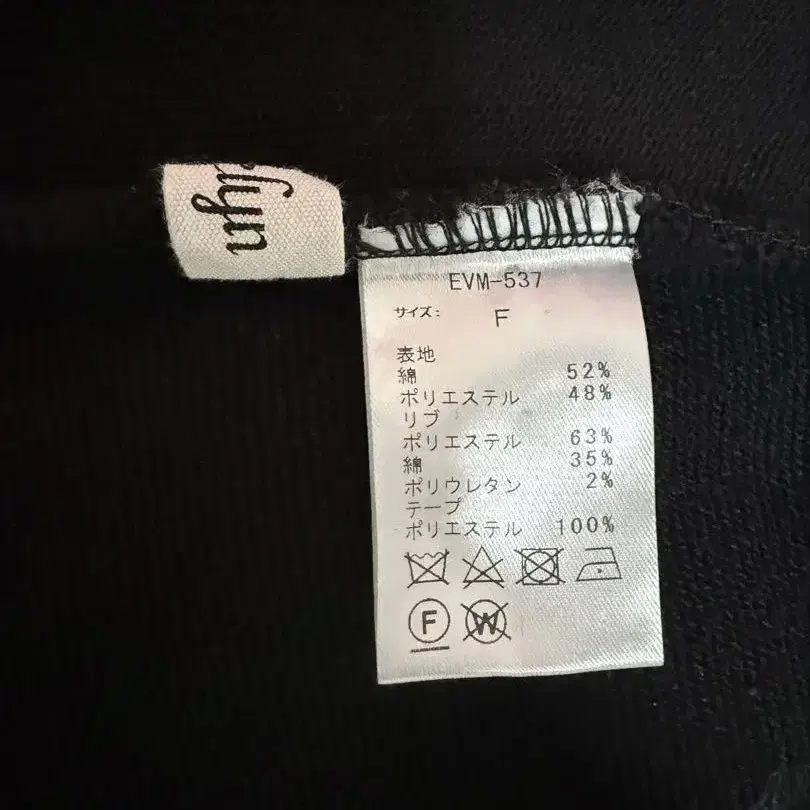 lyn
EVM-537
サイズ: F
表地
綿 52%
ポリエステル 48%
リブ
ポリエステル 63%
綿 35%
ポリウレタン 2%
テープ
ポリエステル 100%
F W